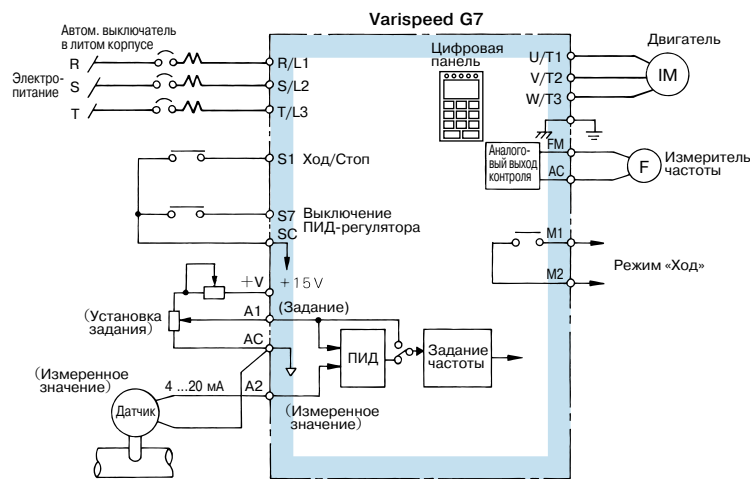 Varispeed G7
Автом. выключатель
в литом корпусе
Электро-
питание
R
S
T
R/L1
S/L2
T/L3
Цифровая
панель
U/T1
V/T2
W/T3
Двигатель
IM
S1 Ход/Стоп
S7 Выключение
ПИД-регулятора
SC
Аналого-
вый выход
контроля
FM
AC
F
Измеритель
частоты
M1
M2
Режим «Ход»
+V
+15V
(Установка
задания)
A1
(Задание)
AC
ПИД
Задание
частоты
(Измеренное
значение)
4 ...20 мА
A2
(Измеренное
значение)
Датчик